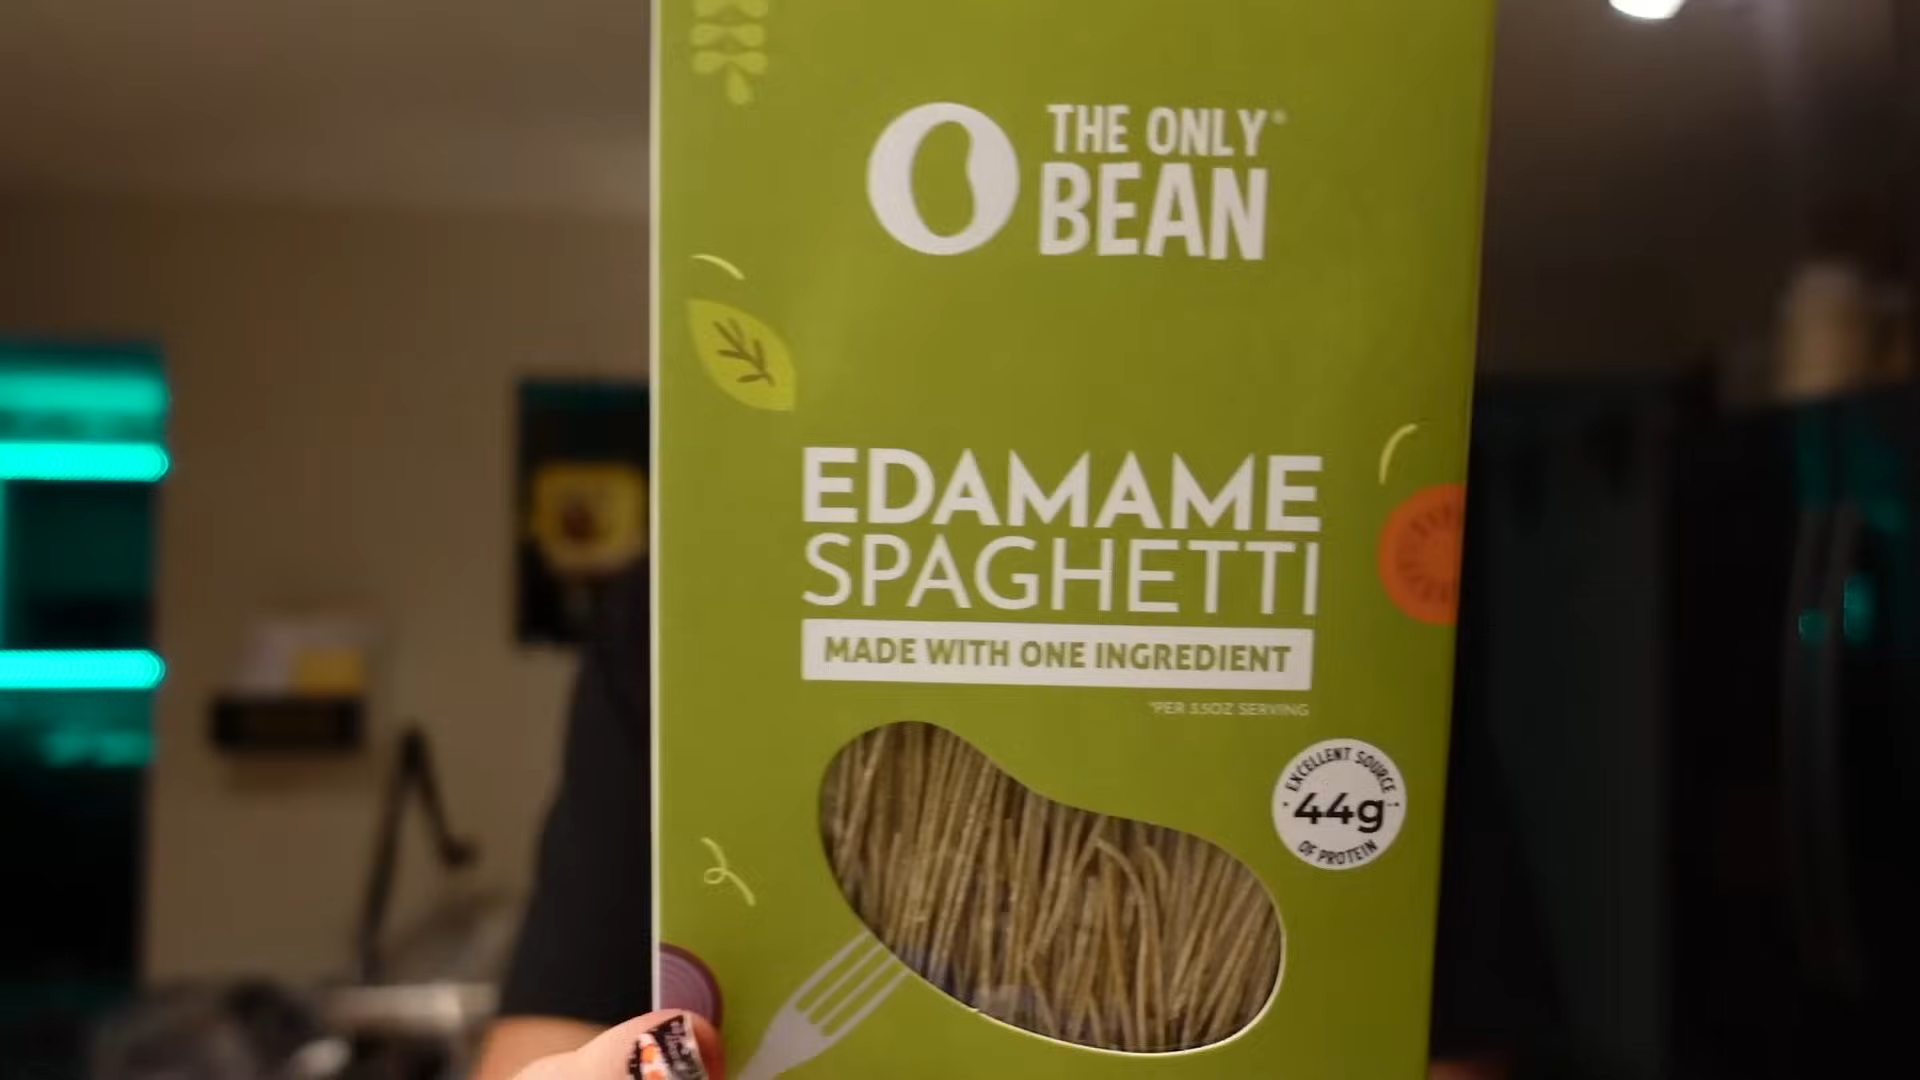 THE ONLY®
BEAN
EDAMAME
SPAGHETTI
MADE WITH ONE INGREDIENT
*PER 3.5OZ SERVING
EXCELLENT SOURCE
44g*
OF PROTEIN